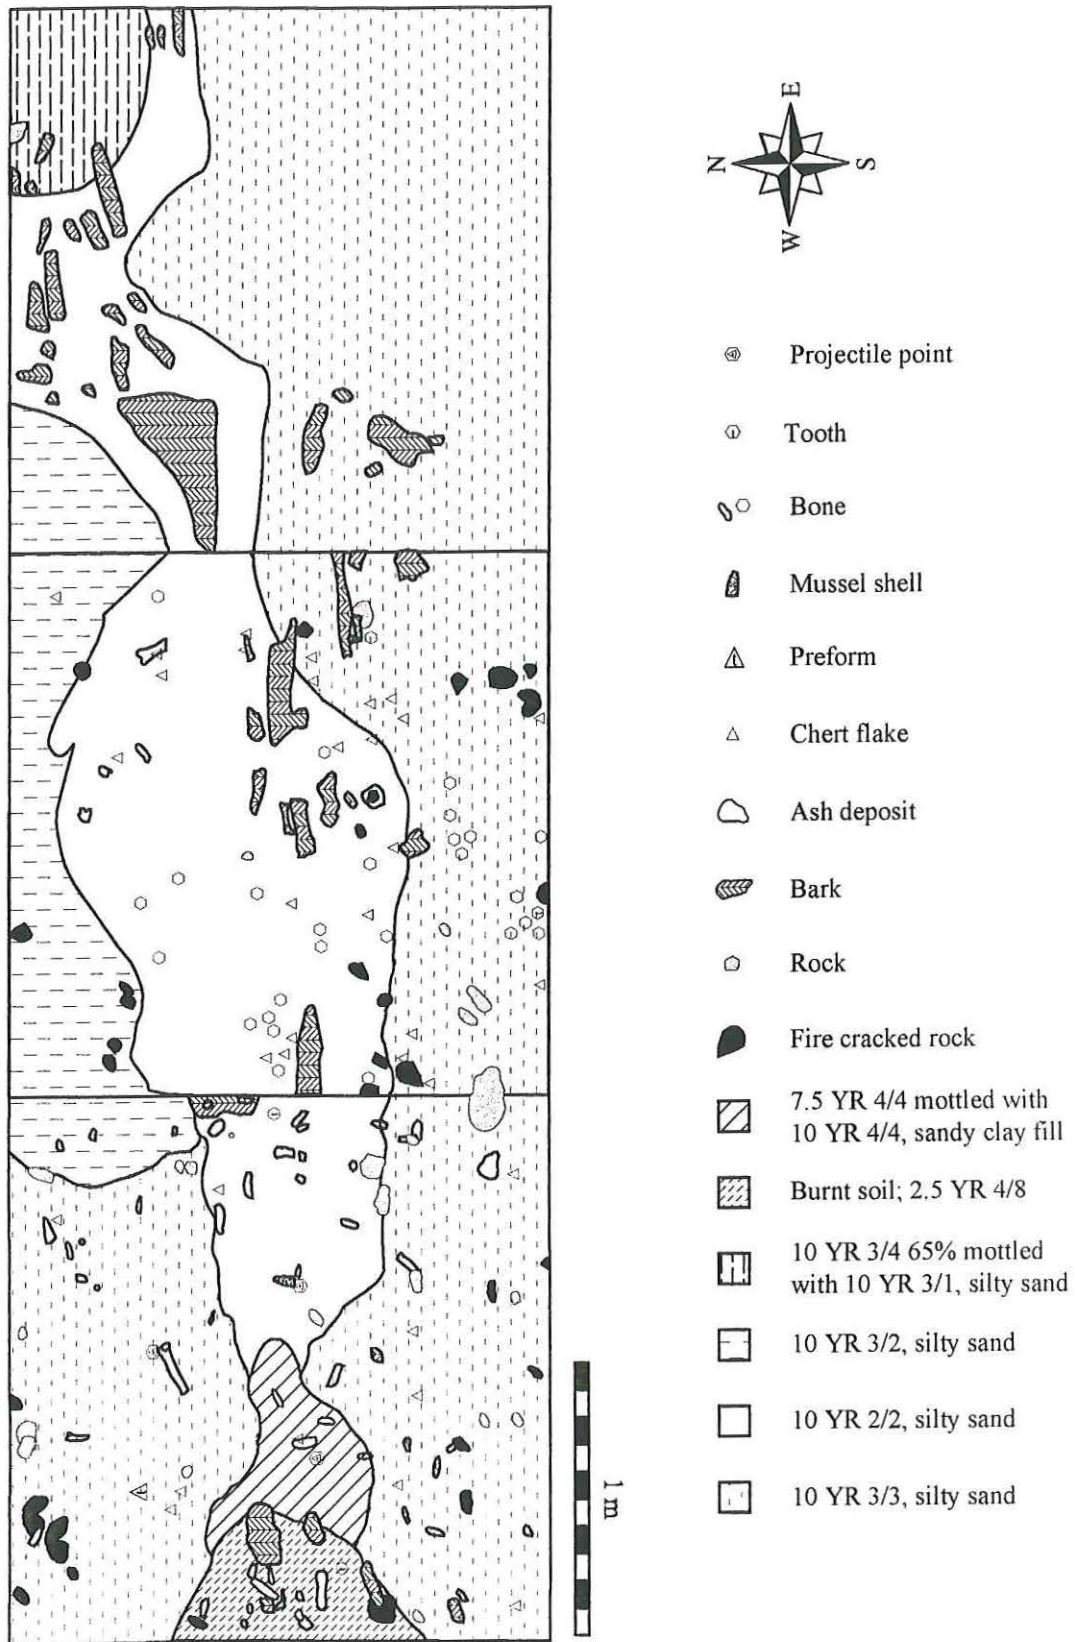 E
N
S
W
Projectile point
Tooth
Bone
Mussel shell
Preform
Chert flake
Ash deposit
Bark
Rock
Fire cracked rock
7.5 YR 4/4 mottled with
10 YR 4/4, sandy clay fill
Burnt soil; 2.5 YR 4/8
10 YR 3/4 65% mottled
with 10 YR 3/1, silty sand
10 YR 3/2, silty sand
10 YR 2/2, silty sand
10 YR 3/3, silty sand
1 m